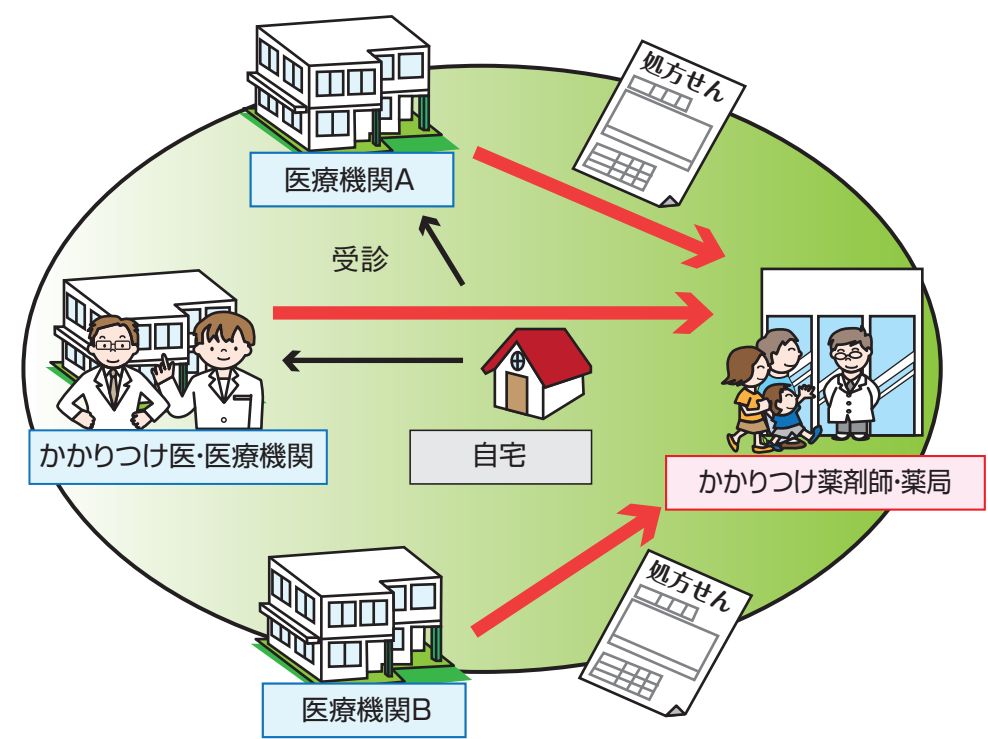 処方せん
医療機関A
受診
かかりつけ医・医療機関
自宅
かかりつけ薬剤師・薬局
処方せん
医療機関B